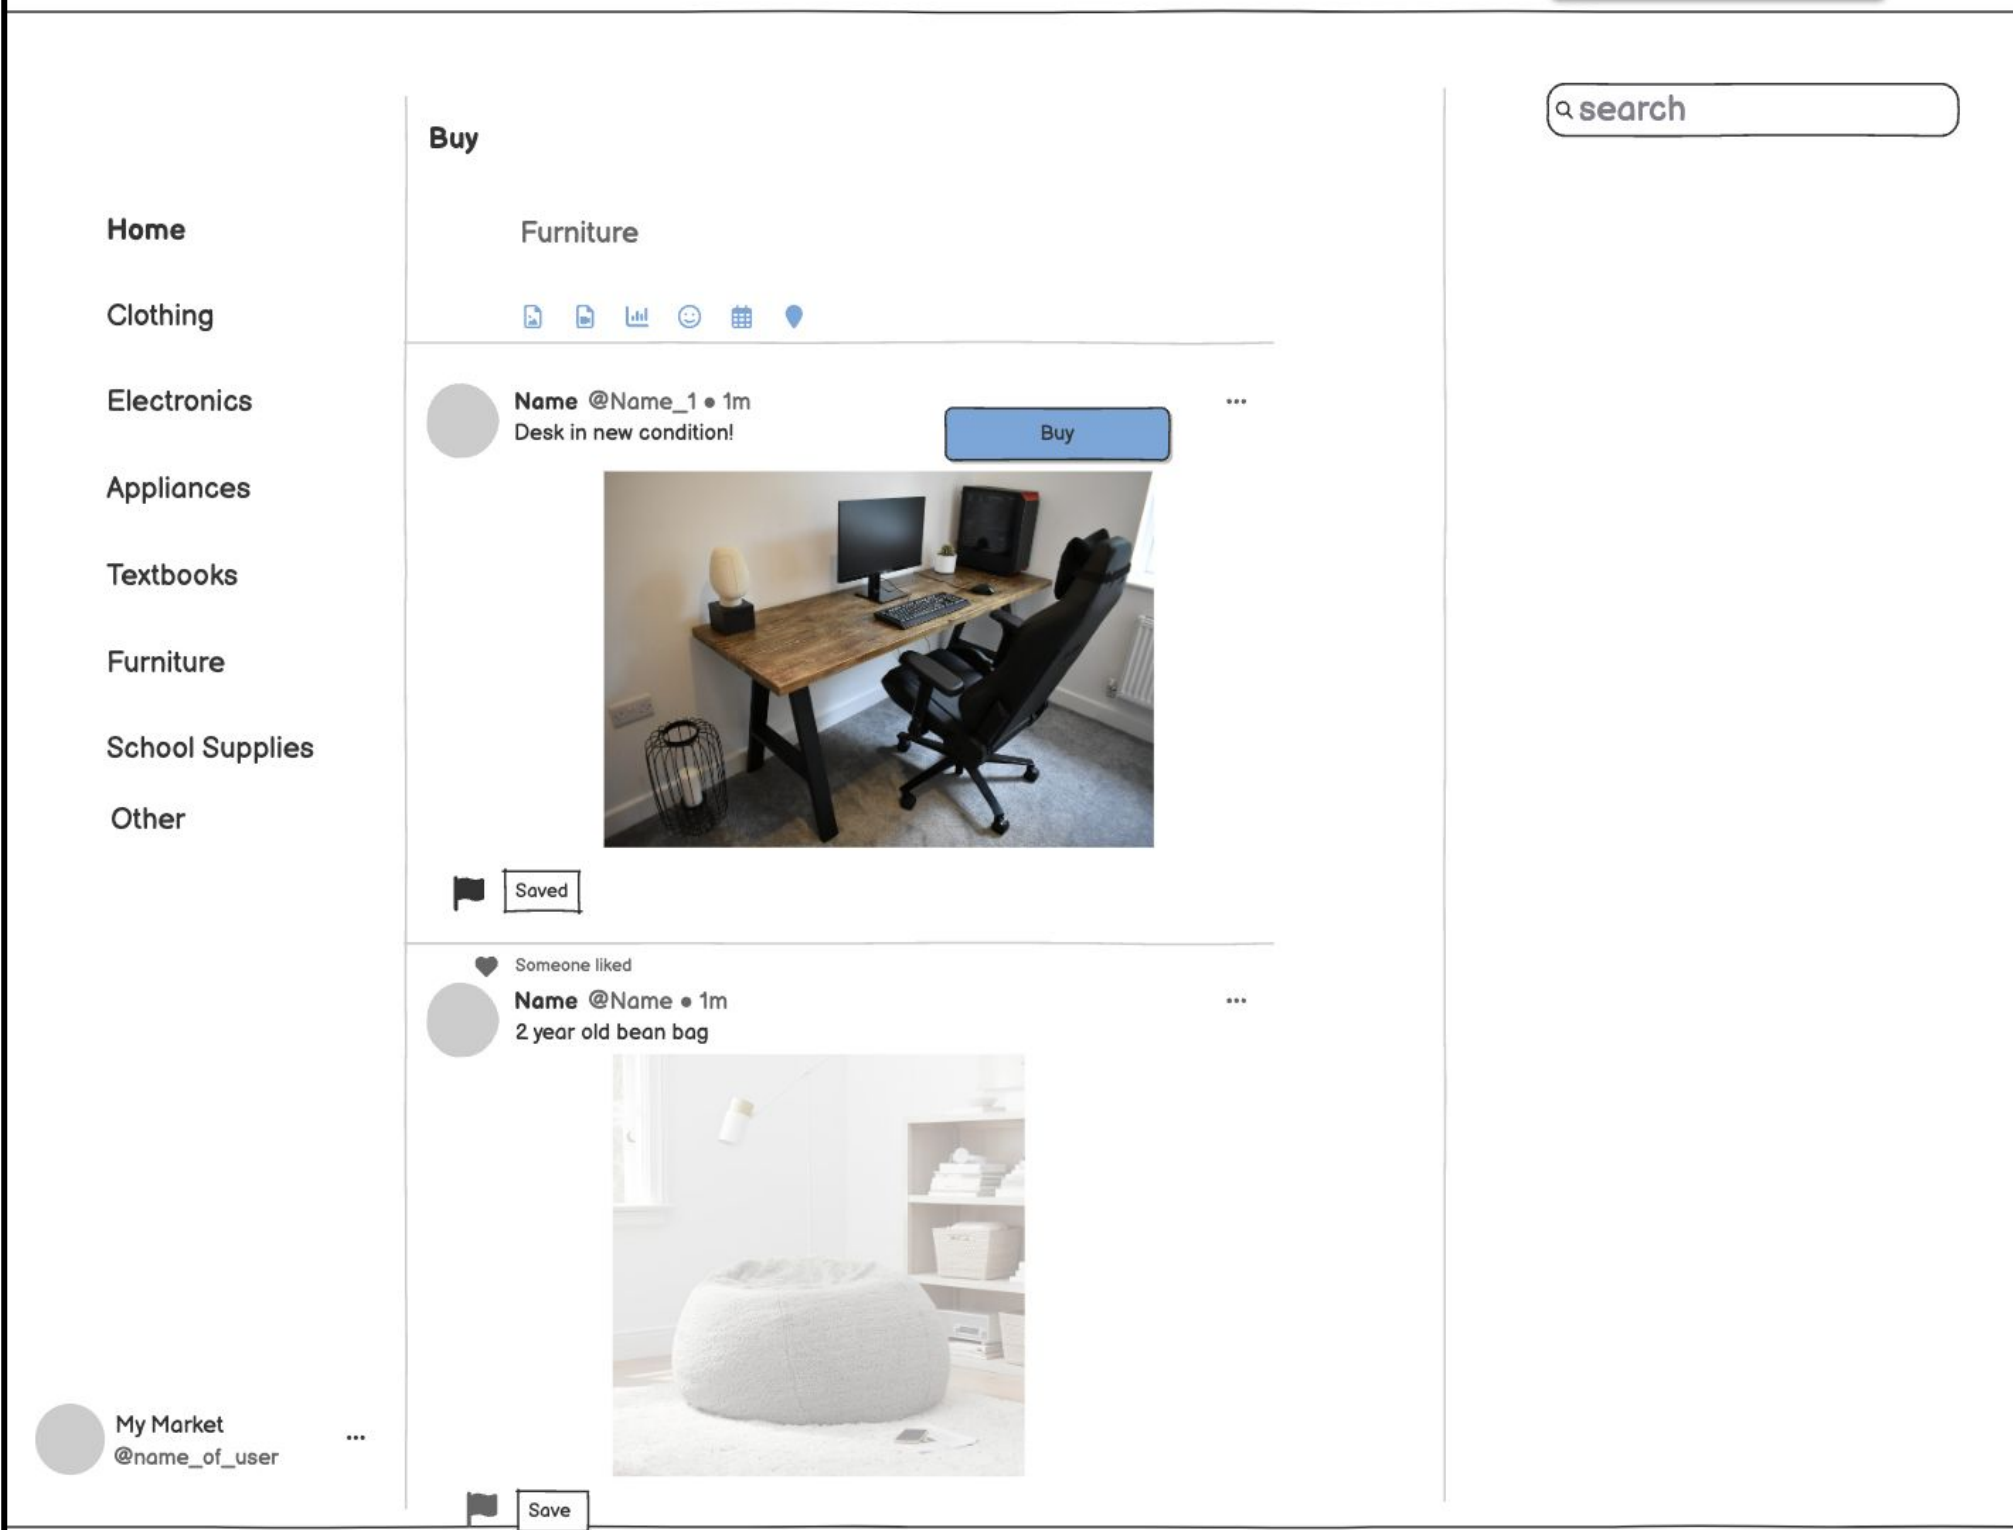 search
Buy
Home
Furniture
Clothing
Name @Name_1 • 1m
Electronics
Desk in new condition!
Buy
Appliances
Textbooks
Furniture
School Supplies
Other
Saved
Someone liked
Name @Name • 1m
2 year old bean bag
My Market
@name_of_user
Save